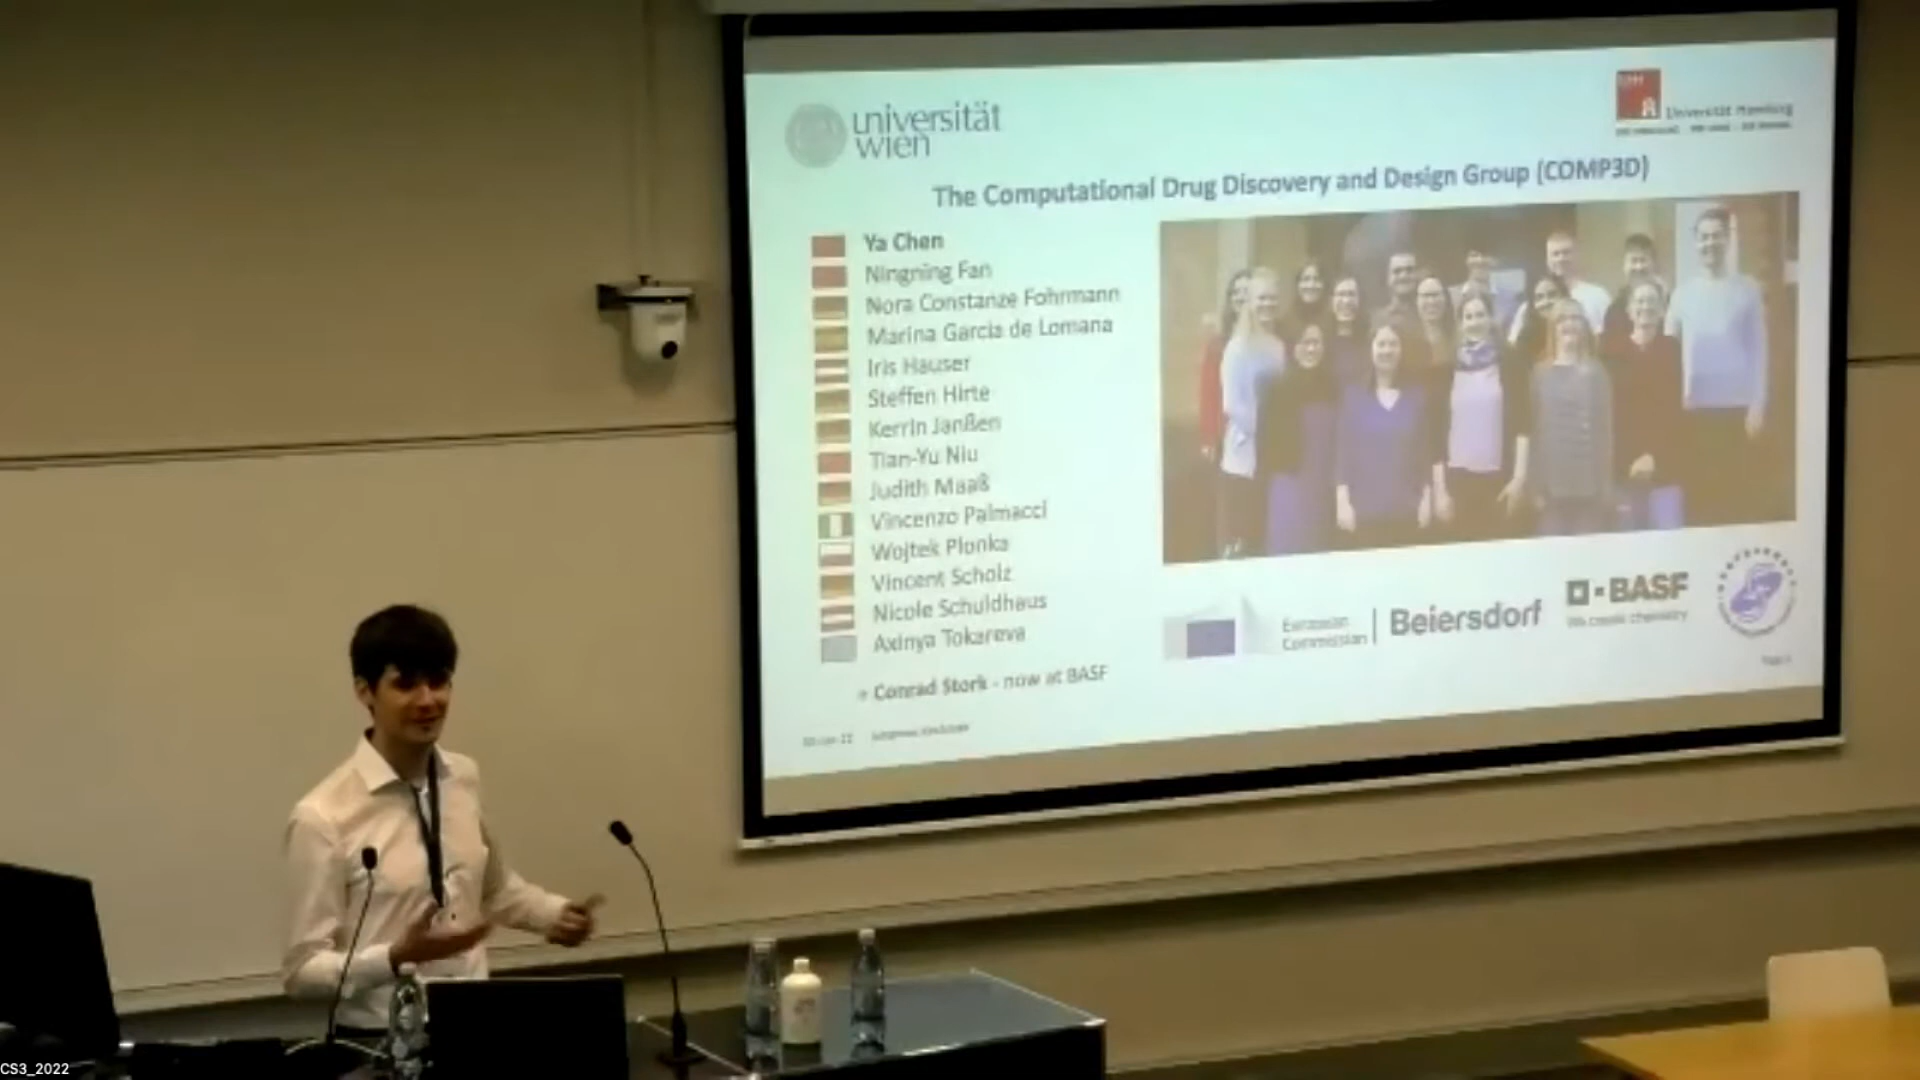 universität
wien
Universität Hamburg
The Computational Drug Discovery and Design Group (COMP3D)
Ya Chen
Ningning Fan
Nora Constanze Fohrmann
Marina Garcia de Lomana
Iris Hauser
Steffen Hirte
Kerrin Janßen
Tian-Yu Niu
Judith Maaß
Vincenzo Palmacci
Wojtek Plonka
Vincent Scholz
Nicole Schuldhaus
Axinya Tokareva
+ Conrad Stork - now at BASF
European
Commission
Beiersdorf
BASF
We create chemistry
CS3_2022